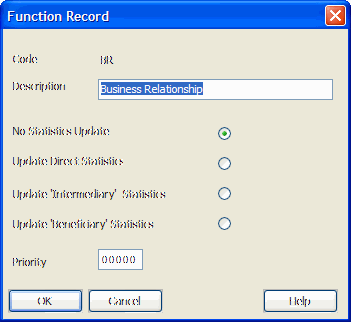 Function Record
Code BR
Description Business Relationship
No Statistics Update
Update Direct Statistics
Update 'Intermediary' Statistics
Update 'Beneficiary' Statistics
Priority 00000
OK Cancel Help